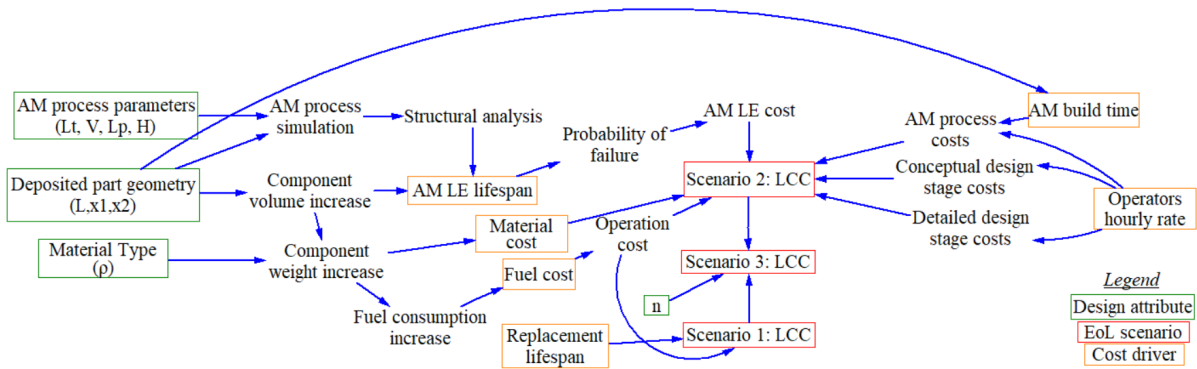 AM process parameters
(Lt, V, Lp, H)
AM process
simulation
Structural analysis
Probability of
failure
AM LE cost
AM process
costs
AM build time
Deposited part geometry
(L,x1,x2)
Component
volume increase
AM LE lifespan
Scenario 2: LCC
Conceptual design
stage costs
Operators
hourly rate
Material Type
(ρ)
Component
weight increase
Material
cost
Operation
cost
Detailed design
stage costs
Fuel cost
Scenario 3: LCC
Fuel consumption
increase
n
Replacement
lifespan
Scenario 1: LCC
Legend
Design attribute
EoL scenario
Cost driver